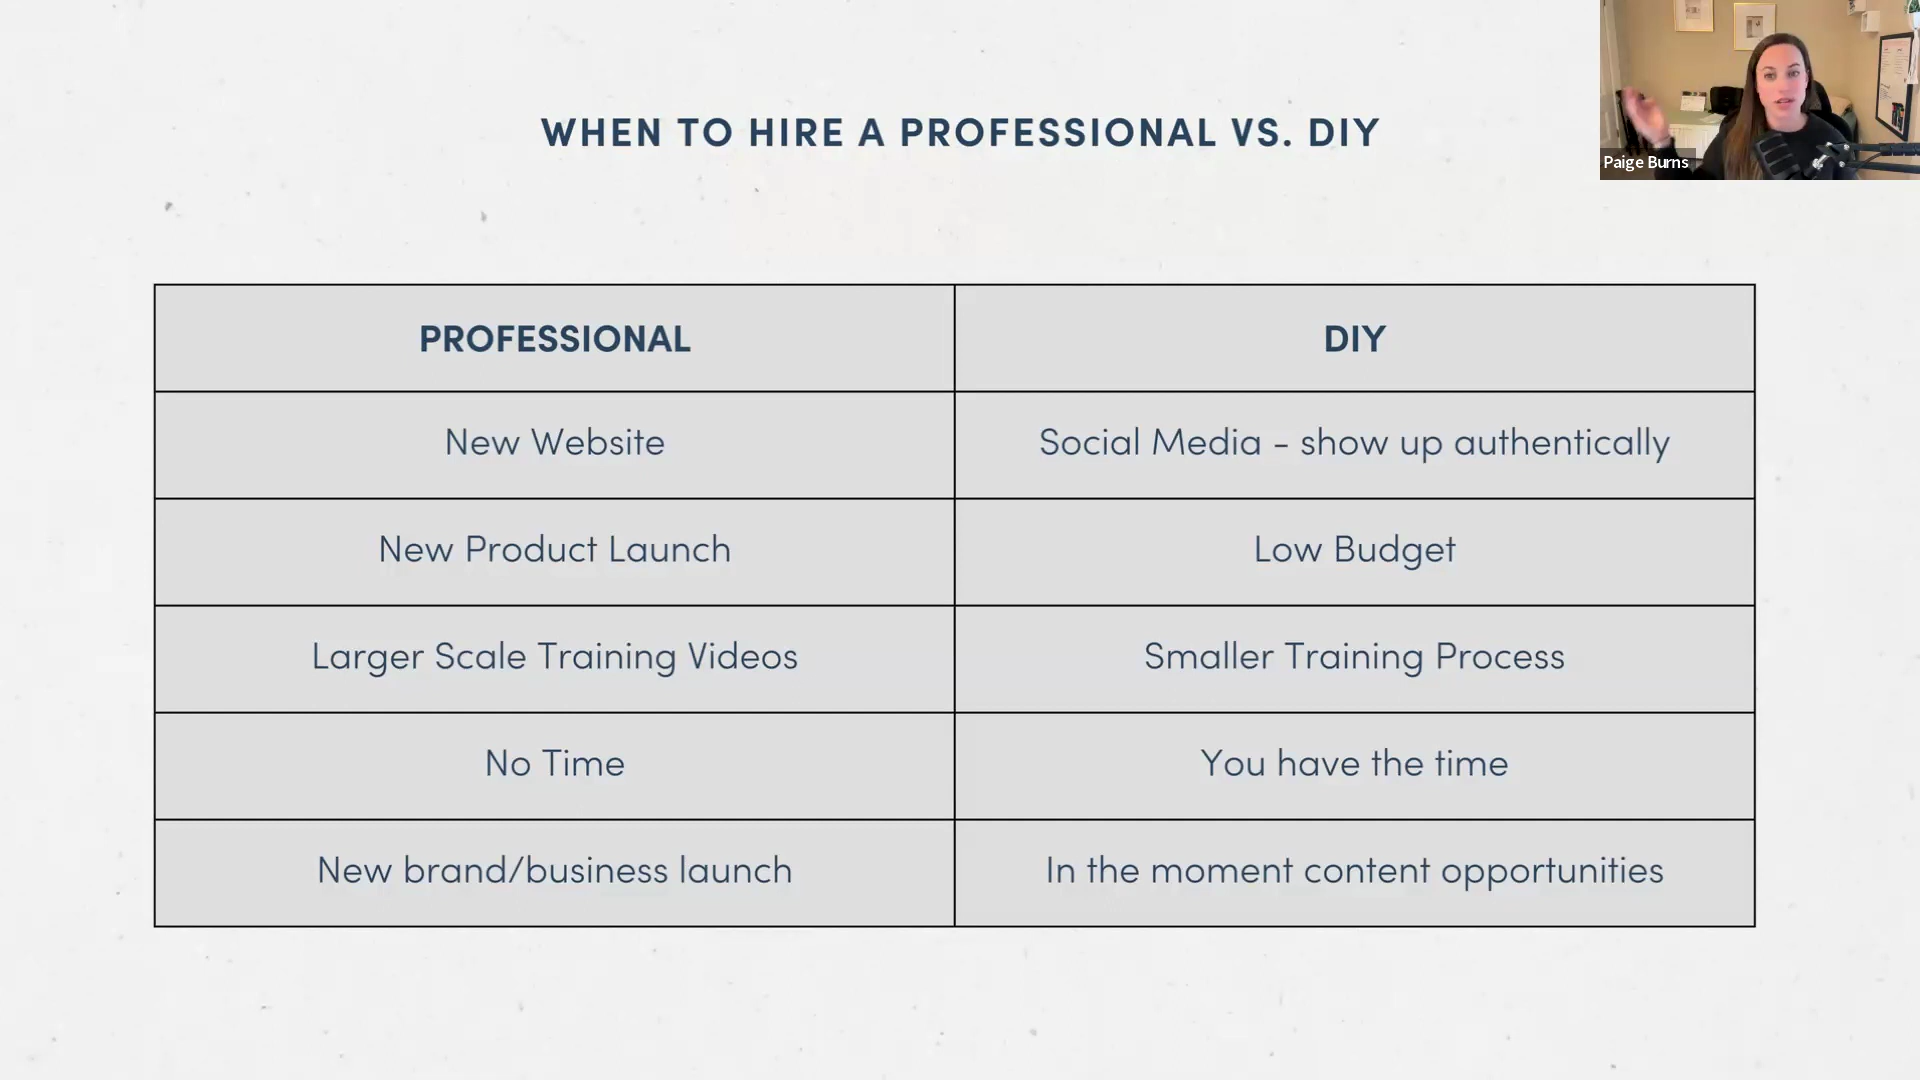 WHEN TO HIRE A PROFESSIONAL VS. DIY
Paige Burns
PROFESSIONAL
DIY
New Website
Social Media - show up authentically
New Product Launch
Low Budget
Larger Scale Training Videos
Smaller Training Process
No Time
You have the time
New brand/business launch
In the moment content opportunities